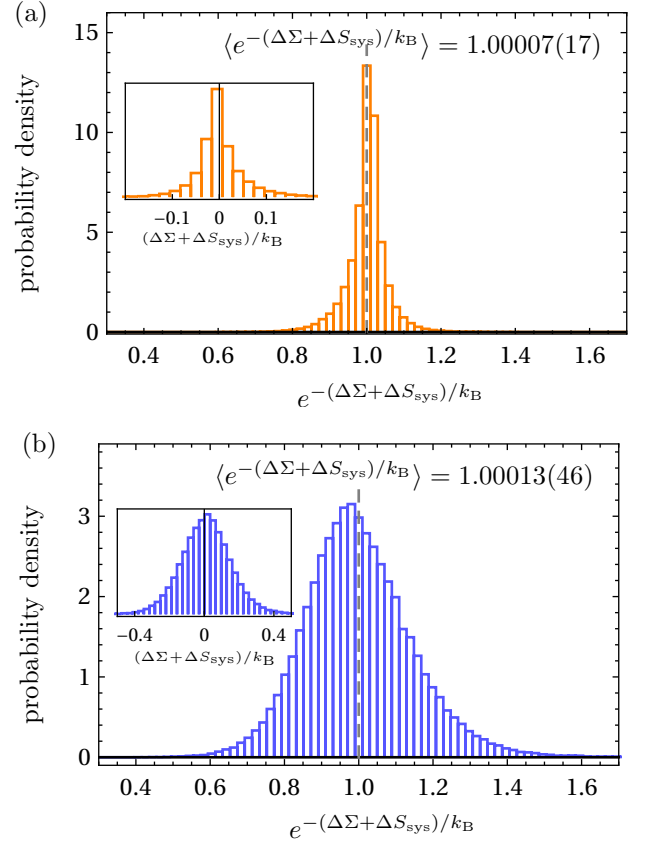 (a)
⟨e^{-(ΔΣ+ΔS_sys)/k_B}⟩ = 1.00007(17)
15
10
5
0
probability density
−0.1 0 0.1
(ΔΣ+ΔS_sys)/k_B
0.4 0.6 0.8 1.0 1.2 1.4 1.6
e^{-(ΔΣ+ΔS_sys)/k_B}
(b)
⟨e^{-(ΔΣ+ΔS_sys)/k_B}⟩ = 1.00013(46)
3
2
1
0
probability density
−0.4 0 0.4
(ΔΣ+ΔS_sys)/k_B
0.4 0.6 0.8 1.0 1.2 1.4 1.6
e^{-(ΔΣ+ΔS_sys)/k_B}